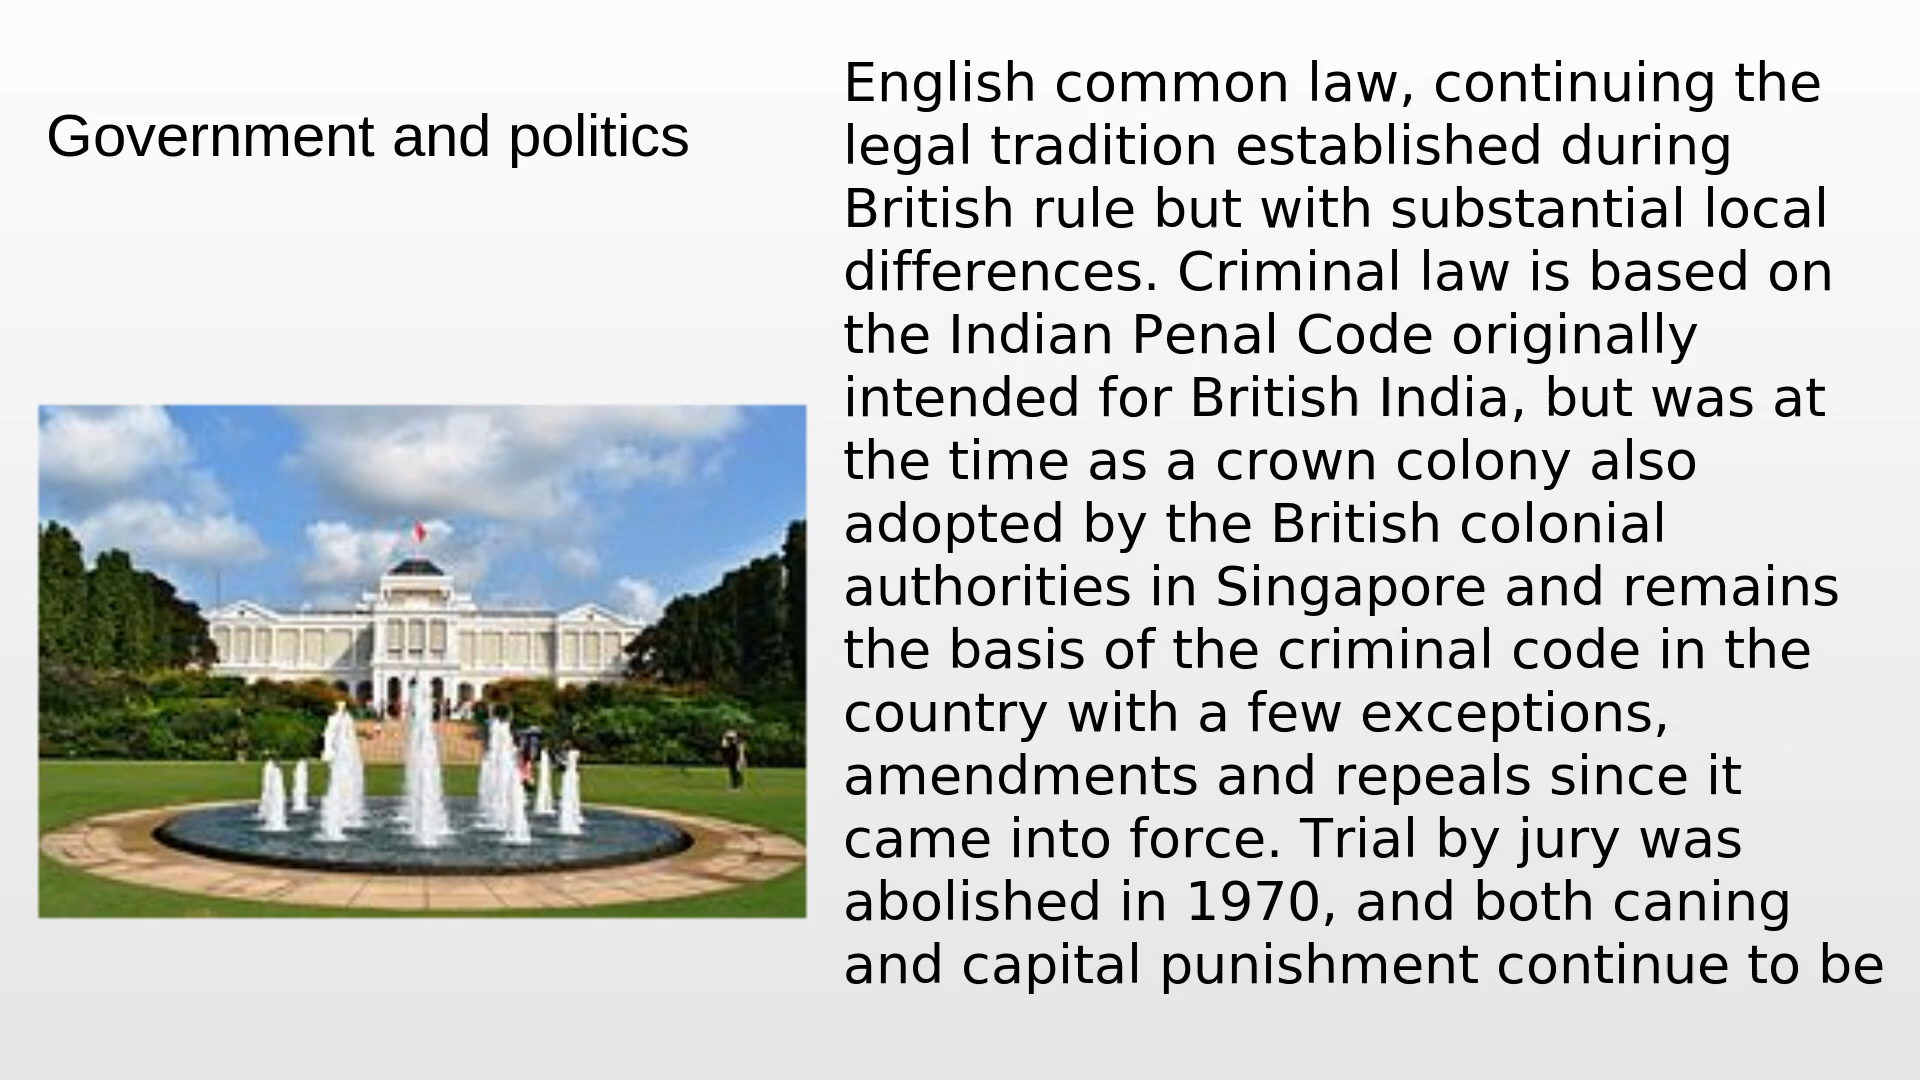 Government and politics
English common law, continuing the
legal tradition established during
British rule but with substantial local
differences. Criminal law is based on
the Indian Penal Code originally
intended for British India, but was at
the time as a crown colony also
adopted by the British colonial
authorities in Singapore and remains
the basis of the criminal code in the
country with a few exceptions,
amendments and repeals since it
came into force. Trial by jury was
abolished in 1970, and both caning
and capital punishment continue to be